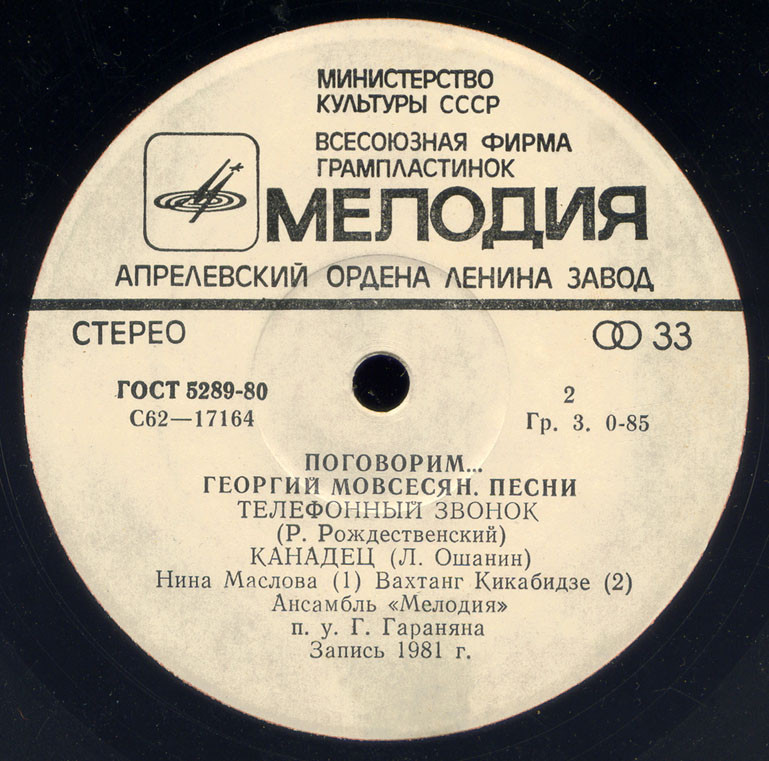 МИНИСТЕРСТВО
КУЛЬТУРЫ СССР
ВСЕСОЮЗНАЯ ФИРМА
ГРАМПЛАСТИНОК
МЕЛОДИЯ
АПРЕЛЕВСКИЙ ОРДЕНА ЛЕНИНА ЗАВОД
СТЕРЕО 33
ГОСТ 5289-80 2
С62—17164 Гр. 3. 0-85
ПОГОВОРИМ...
ГЕОРГИЙ МОВСЕСЯН. ПЕСНИ
ТЕЛЕФОННЫЙ ЗВОНОК
(Р. Рождественский)
КАНАДЕЦ (Л. Ошанин)
Нина Маслова (1) Вахтанг Кикабидзе (2)
Ансамбль «Мелодия»
п. у. Г. Гараняна
Запись 1981 г.